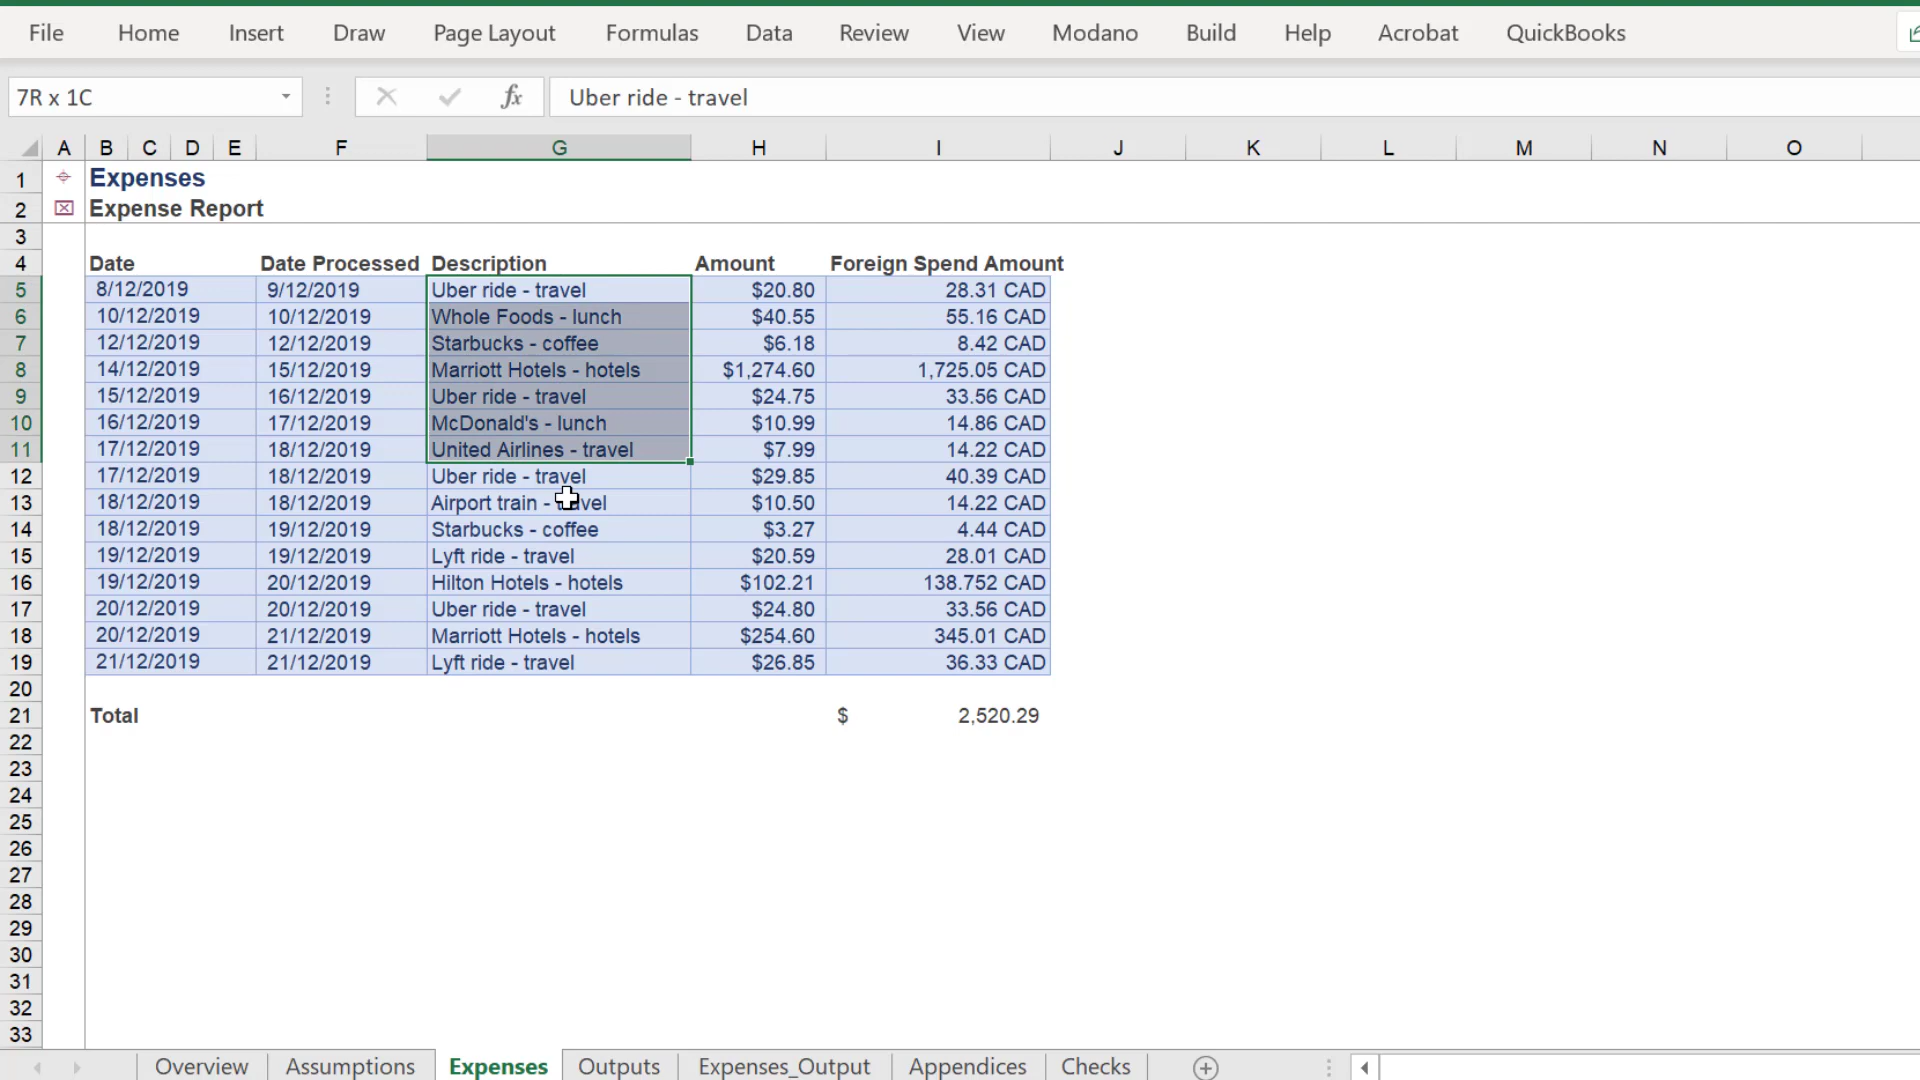 File Home Insert Draw Page Layout Formulas Data Review View Modano Build Help Acrobat QuickBooks
7R x 1C fx Uber ride - travel
A B C D E F G H I J K L M N O
1 Expenses
2 Expense Report
3
4 Date Date Processed Description Amount Foreign Spend Amount
5 8/12/2019 9/12/2019 Uber ride - travel $20.80 28.31 CAD
6 10/12/2019 10/12/2019 Whole Foods - lunch $40.55 55.16 CAD
7 12/12/2019 12/12/2019 Starbucks - coffee $6.18 8.42 CAD
8 14/12/2019 15/12/2019 Marriott Hotels - hotels $1,274.60 1,725.05 CAD
9 15/12/2019 16/12/2019 Uber ride - travel $24.75 33.56 CAD
10 16/12/2019 17/12/2019 McDonald's - lunch $10.99 14.86 CAD
11 17/12/2019 18/12/2019 United Airlines - travel $7.99 14.22 CAD
12 17/12/2019 18/12/2019 Uber ride - travel $29.85 40.39 CAD
13 18/12/2019 18/12/2019 Airport train - travel $10.50 14.22 CAD
14 18/12/2019 19/12/2019 Starbucks - coffee $3.27 4.44 CAD
15 19/12/2019 19/12/2019 Lyft ride - travel $20.59 28.01 CAD
16 19/12/2019 20/12/2019 Hilton Hotels - hotels $102.21 138.752 CAD
17 20/12/2019 20/12/2019 Uber ride - travel $24.80 33.56 CAD
18 20/12/2019 21/12/2019 Marriott Hotels - hotels $254.60 345.01 CAD
19 21/12/2019 21/12/2019 Lyft ride - travel $26.85 36.33 CAD
20
21 Total $ 2,520.29
22
23
24
25
26
27
28
29
30
31
32
33
Overview Assumptions Expenses Outputs Expenses_Output Appendices Checks